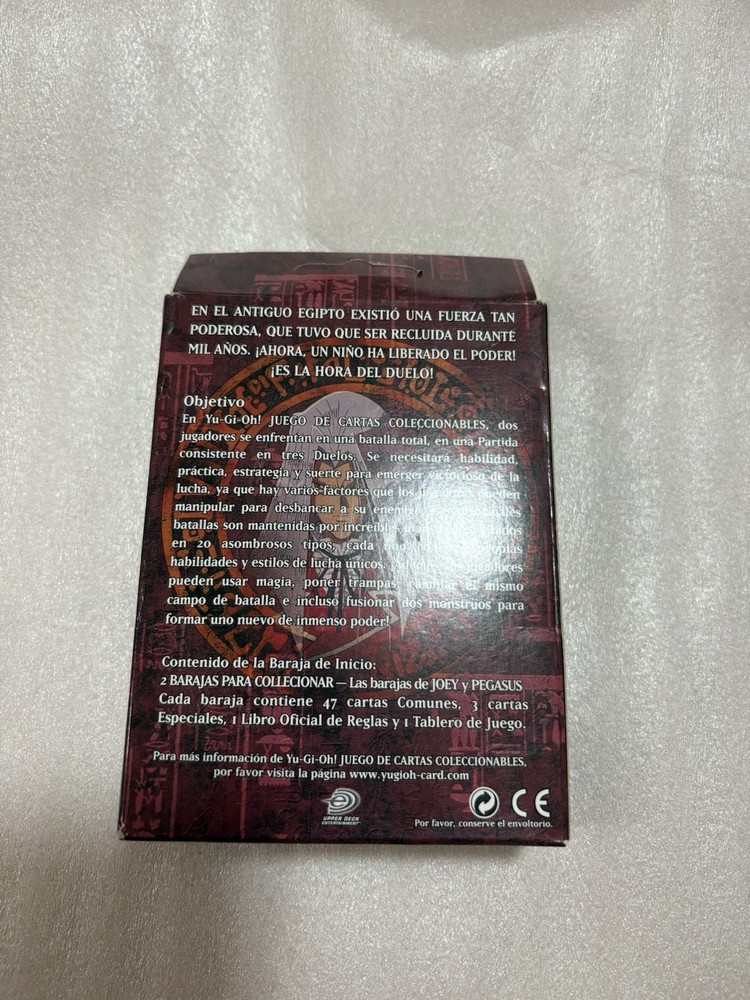 EN EL ANTIGUO EGIPTO EXISTIÓ UNA FUERZA TAN
PODEROSA, QUE TUVO QUE SER RECLUIDA DURANTE
MIL AÑOS. ¡AHORA, UN NIÑO HA LIBERADO EL PODER!
¡ES LA HORA DEL DUELO!
Objetivo
En Yu-Gi-Oh! JUEGO DE CARTAS COLECCIONABLES, dos
jugadores se enfrentan en una batalla total, en una Partida
consistente en tres Duelos. Se necesitará habilidad,
práctica, estrategia y suerte para emerger victorioso de la
lucha, ya que hay varios factores que los pueden
manipular para desbancar a su
batallas son mantenidas por increíbles
en 20 asombrosos tipos, cada
habilidades y estilos de lucha únicos.
pueden usar magia, poner trampas, el mismo
campo de batalla e incluso fusionar dos monstruos para
formar uno nuevo de inmenso poder!
Contenido de la Baraja de Inicio:
2 BARAJAS PARA COLLECIONAR — Las barajas de JOEY y PEGASUS
Cada baraja contiene 47 cartas Comunes, 3 cartas
Especiales, 1 Libro Oficial de Reglas y 1 Tablero de Juego.
Para más información de Yu-Gi-Oh! JUEGO DE CARTAS COLECCIONABLES,
por favor visita la página www.yugioh-card.com
UPPER DECK
ENTERTAINMENT
CE
Por favor, conserve el envoltorio.